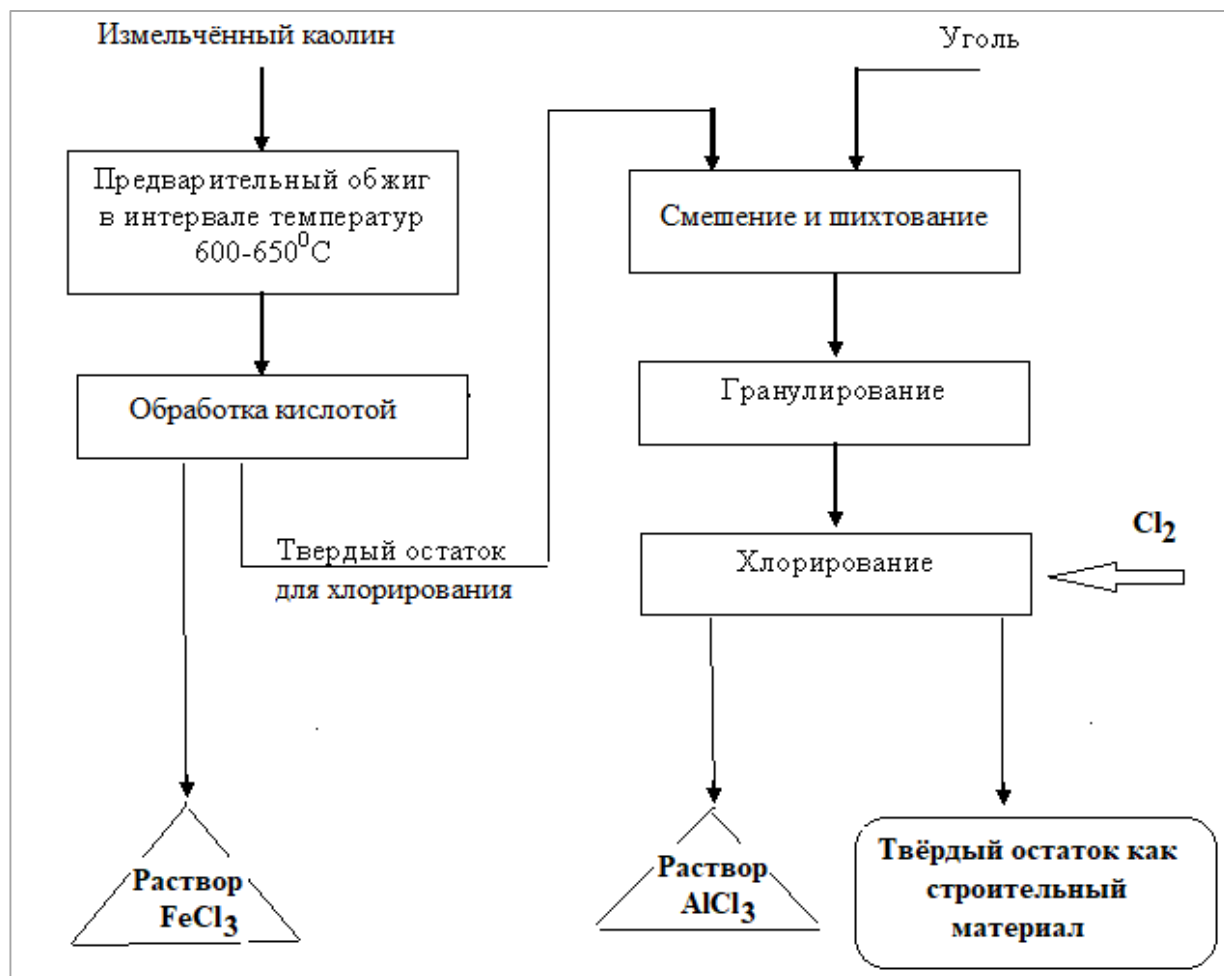 Измельчённый каолин
Уголь
Предварительный обжиг
в интервале температур
600-650⁰С
Смешение и шихтование
Обработка кислотой
Гранулирование
Твердый остаток
для хлорирования
Хлорирование
Cl₂
Раствор
FeCl₃
Раствор
AlCl₃
Твёрдый остаток как
строительный
материал